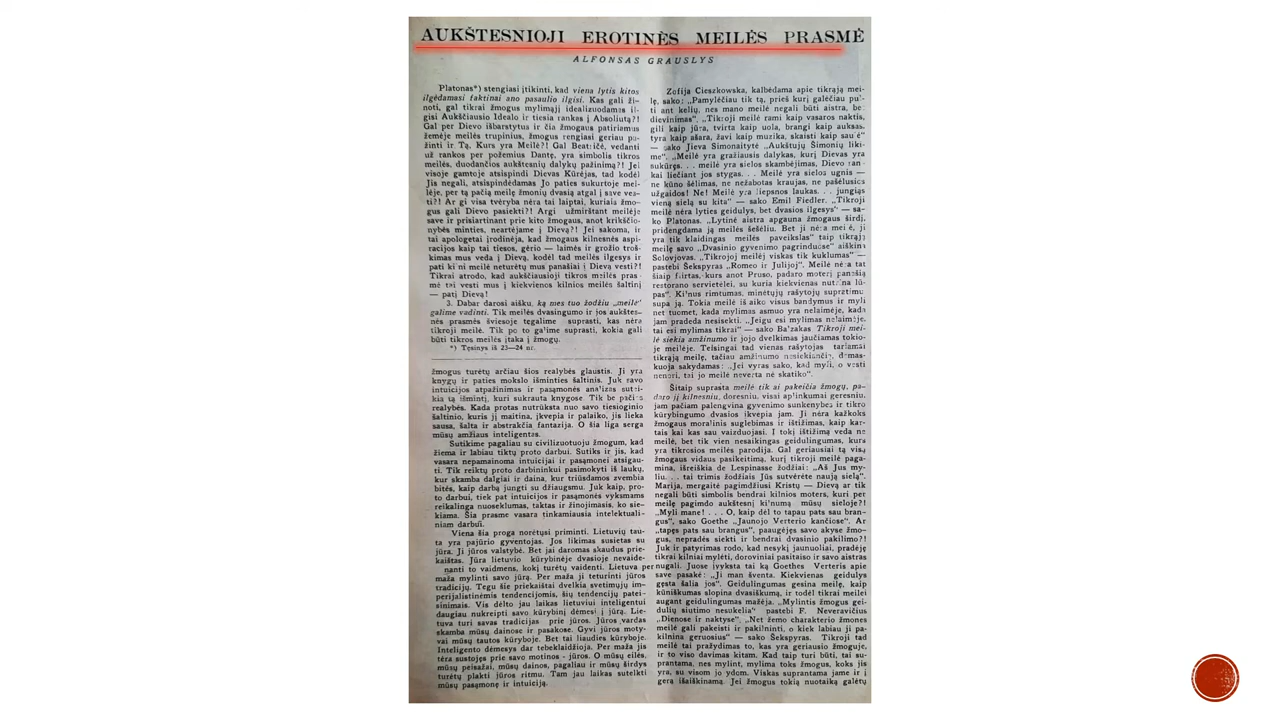 AUKŠTESNIOJI EROTINĖS MEILĖS PRASMĖ
ALFONSAS GRAUSLYS
Platonas*) stengiasi įtikinti, kad viena lytis kitos
ilgėdamasi faktinai ano pasaulio ilgisi. Kas gali ži-
noti, gal tikrai žmogus mylimąjį idealizuodamas il-
gisi Aukščiausio Idealo ir tiesia rankas į Absoliutą?!
Gal per Dievo išbarstytus ir čia žmogaus patiriamus
žemėje meilės trupinius, žmogus rengiasi geriau pa-
žinti ir Tą, Kurs yra Meilė?! Gal Beatričė, vedanti
už rankos per požemius Dantę, yra simbolis tikros
meilės, duodančios aukštesnių dalykų pažinimą?! Jei
visoje gamtoje atsispindi Dievas Kūrėjas, tad kodėl
Jis negali, atsispindėdamas Jo paties sukurtoje mei-
lėje, per tą pačią meilę žmonių dvasią atgal į save ves-
ti?! Ar gi visa tvėryba nėra tai laiptai, kuriais žmo-
gus gali Dievo pasiekti?! Argi užmirštant meilėje
save ir prisiartinant prie kito žmogaus, anot krikščio-
nybės minties, neartėjame į Dievą?! Jei sakoma, ir
tai apologetai įrodinėja, kad žmogaus kilnesnės aspi-
racijos kaip tai tiesos, gėrio — laimės ir grožio troš-
kimas mus veda į Dievą, kodėl tad meilės ilgesys ir
pati ki ni meilė neturėtų mus panašiai į Dievą vesti?!
Tikrai atrodo, kad aukščiausioji tikros meilės pras-
mė tai vesti mus į kiekvienos kilnios meilės šaltinį
— patį Dievą!
3. Dabar darosi aišku, ką mes tuo žodžiu „meilė"
galime vadinti. Tik meilės dvasingumo ir jos aukštes-
nės prasmės šviesoje tegalime suprasti, kas nėra
tikroji meilė. Tik po to galime suprasti, kokia gali
būti tikros meilės įtaka į žmogų.
*) Tęsinys iš 23—24 nr.
žmogus turėtų arčiau šios realybės glaustis. Ji yra
knygų ir paties mokslo išminties šaltinis. Juk ravo
intuicijos atpažinimas ir pasąmonės ana'izas sutei-
kia tą išmintį, kuri sukrauta knygose. Tik be pačios
realybės. Kada protas nutrūksta nuo savo tiesioginio
šaltinio, kuris jį maitina, įkvepia ir palaiko, jis lieka
sausa, šalta ir abstrakčia fantazija. O šia liga serga
mūsų amžiaus inteligentas.
Sutikime pagaliau su civilizuotuoju žmogum, kad
žiema ir labiau tiktų proto darbui. Sutiks ir jis, kad
vasara nepamainoma intuicijai ir pasąmonei atsigau-
ti. Tik reiktų proto darbininkui pasimokyti iš laukų,
kur skamba dalgiai ir daina, kur triūsdamos zvembia
bitės, kaip darbą jungti su džiaugsmu. Juk kaip, pro-
to darbui, tiek pat intuicijos ir pasąmonės vyksmams
reikalinga nuoseklumas, taktas ir žinojimasis, ko sie-
kiama. Šia prasme vasara tinkamiausia intelektuali-
niam darbui.
Viena šia proga norėtųsi priminti. Lietuvių tau-
ta yra pajūrio gyventojas. Jos likimas susietas su
jūra. Ji jūros valstybė. Bet jai daromas skaudus prie-
kaištas. Jūra lietuvio kūrybinėje dvasioje nevaide-
nanti to vaidmens, kokį turėtų vaidenti. Lietuva per
maža mylinti savo jūrą. Per maža ji teturinti jūros
tradicijų. Tegu šie priekaištai dvelkia svetimųjų im-
perijalistinėmis tendencijomis, šių tendencijų patei-
sinimais. Vis dėlto jau laikas lietuviui inteligentui
daugiau nukreipti savo kūrybinį dėmesį į jūrą. Lie-
tuva turi savas tradicijas prie jūros. Jūros vardas
skamba mūsų dainose ir pasakose. Gyvi jūros moty-
vai mūsų tautos kūryboje. Bet tai liaudies kūryboje.
Inteligento dėmesys dar tebeklaidžioja. Per maža jis
tėra sustojęs prie savo motinos - jūros. O mūsų eilės,
mūsų peisažai, mūsų dainos, pagaliau ir mūsų širdys
turėtų plakti jūros ritmu. Tam jau laikas sutelkti
mūsų pasąmonę ir intuiciją.
Zofija Cieszkowska, kalbėdama apie tikrąją mei-
lę, sako: „Pamylėčiau tik tą, prieš kurį galėčiau pul-
ti ant kelių, nes mano meilė negali būti aistra, be
dievinimas". „Tikroji meilė rami kaip vasaros naktis,
gili kaip jūra, tvirta kaip uola, brangi kaip auksas,
tyra kaip ašara, žavi kaip muzika, skaisti kaip saulė"
— sako Jieva Simonaitytė „Aukštujų Šimonių liki-
me". „Meilė yra gražiausis dalykas, kurį Dievas yra
sukūręs. . . meilė yra sielos skambėjimas, Dievo ran-
kai liečiant jos stygas. . . Meilė yra sielos ugnis —
ne kūno šėlimas, ne nežabotas kraujas, ne pašėlusios
užgaidos! Ne! Meilė yra liepsnos laukas. . . jungiąs
vieną sielą su kita" — sako Emil Fiedler. „Tikroji
meilė nėra lyties geidulys, bet dvasios ilgesys" — sa-
ko Platonas. „Lytinė aistra apgauna žmogaus širdį,
pridengdama ją meilės šešėliu. Bet ji nėra meilė, ji
yra tik klaidingas meilės paveikslas" taip tikrąją
meilę savo „Dvasinio gyvenimo pagrinduose" aiškina
Solovjovas. „Tikrojoj meilėj viskas tik kuklumas" —
pastebi Šekspyras „Romeo ir Julijoj". Meilė nėra tat
šiaip flirtas, kurs anot Pruso, padaro moterį panašią
restorano servietėlei, au kuria kiekvienas nutrina lū-
pas". Ki'nus rimtumas, minėtųjų rašytojų supratimu
supa ją. Tokia meilė iš aiko visus bandymus ir myli
net tuomet, kada mylimas asmuo yra nelaimėje, kada
jam pradeda nesisekti. „Jeigu esi mylimas nelaimėje,
tai esi mylimas tikrai" — sako Ba'zakas Tikroji mei-
lė siekia amžinumo ir jojo dvelkimas jaučiamas tokio-
je meilėje. Teisingai tad vienas rašytojas tariamai
tikrąją meilę, tačiau amžinumo nesiekiančią, demas-
kuoja sakydamas: „Jei vyras sako, kad myli, o vesti
nenori, tai jo meilė neverta nė skatiko".
Šitaip suprasta meilė tik ai pakeičia žmogų, pa-
daro jį kilnesniu, doresniu, visai aplinkumai geresniu,
jam pačiam palengvina gyvenimo sunkenybes ir tikro
kūrybingumo dvasios įkvepia jam. Ji nėra kažkoks
žmogaus moralinis suglebimas ir ištižimas, kaip kar-
tais kai kas sau vaizduojasi. I tokį ištižimą veda ne
meilė, bet tik vien nesaikingas geidulingumas, kurs
yra tikrosios meilės parodija. Gal geriausiai tą visą
žmogaus vidaus pasikeitimą, kurį tikroji meilė paga-
mina, išreiškia de Lespinasse žodžiai: „Aš Jus my-
liu. . . tai trimis žodžiais Jūs sutvėrėte naują sielą".
Marija, mergaitė pagimdžiusi Kristų — Dievą ar tik
negali būti simbolis bendrai kilnios moters, kuri per
meilę pagimdo aukštesnį ki'numą mūsų sieloje?!
„Myli mane! . . . O, kaip dėl to tapau pats sau bran-
gus", sako Goethe „Jaunojo Verterio kančiose". Ar
„tapęs pats sau brangus", paaugėjęs savo akyse žmo-
gus, nepradės siekti ir bendrai dvasinio pakilimo?!
Juk ir patyrimas rodo, kad nesykį jaunuoliai, pradėję
tikrai kilniai mylėti, doroviniai pasitaiso ir savo aistras
nugali. Juose įvyksta tai ką Goethes Verteris apie
save pasakė: „Ji man šventa. Kiekvienas geidulys
gęsta šalia jos". Geidulingumas gesina meilę, kaip
kūniškumas slopina dvasiškumą, ir todėl tikrai meilei
augant geidulingumas mažėja. „Mylintis žmogus gei-
dulių siutimo nesukelia" pastebi F. Neveravičius
„Dienose ir naktyse". „Net žemo charakterio žmones
meilė gali pakeisti ir pakilninti, o kiek labiau ji pa-
kilnina geruosius" — sako Šekspyras. Tikroji tad
meilė tai pražydimas to, kas yra geriausio žmoguje,
ir to viso davimas kitam. Kad taip turi būti, tai su-
prantama, nes mylint, mylima toks žmogus, koks jis
yra, su visom jo ydom. Viskas suprantama jame ir į
gera išaiškinama. Jei žmogus tokią nuotaiką galėtų